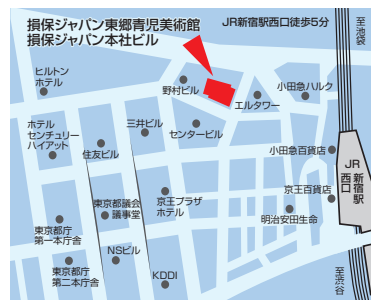 損保ジャパン東郷青児美術館
損保ジャパン本社ビル
JR新宿駅西口徒歩5分
至池袋
ヒルトン
ホテル
野村ビル
エルタワー
小田急ハルク
ホテル
センチュリー
ハイアット
三井ビル
センタービル
住友ビル
小田急百貨店
JR新宿駅
西口
京王百貨店
東京都議会
議事堂
京王プラザ
ホテル
明治安田生命
東京都庁
第一本庁舎
NSビル
東京都庁
第二本庁舎
KDDI
至渋谷